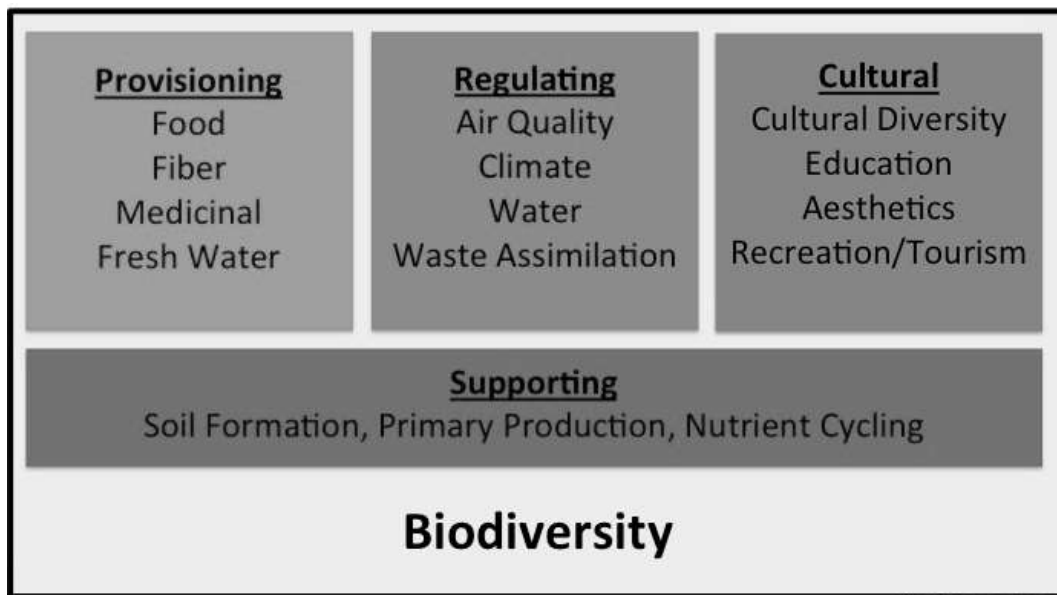 Provisioning
Food
Fiber
Medicinal
Fresh Water
Regulating
Air Quality
Climate
Water
Waste Assimilation
Cultural
Cultural Diversity
Education
Aesthetics
Recreation/Tourism
Supporting
Soil Formation, Primary Production, Nutrient Cycling
Biodiversity